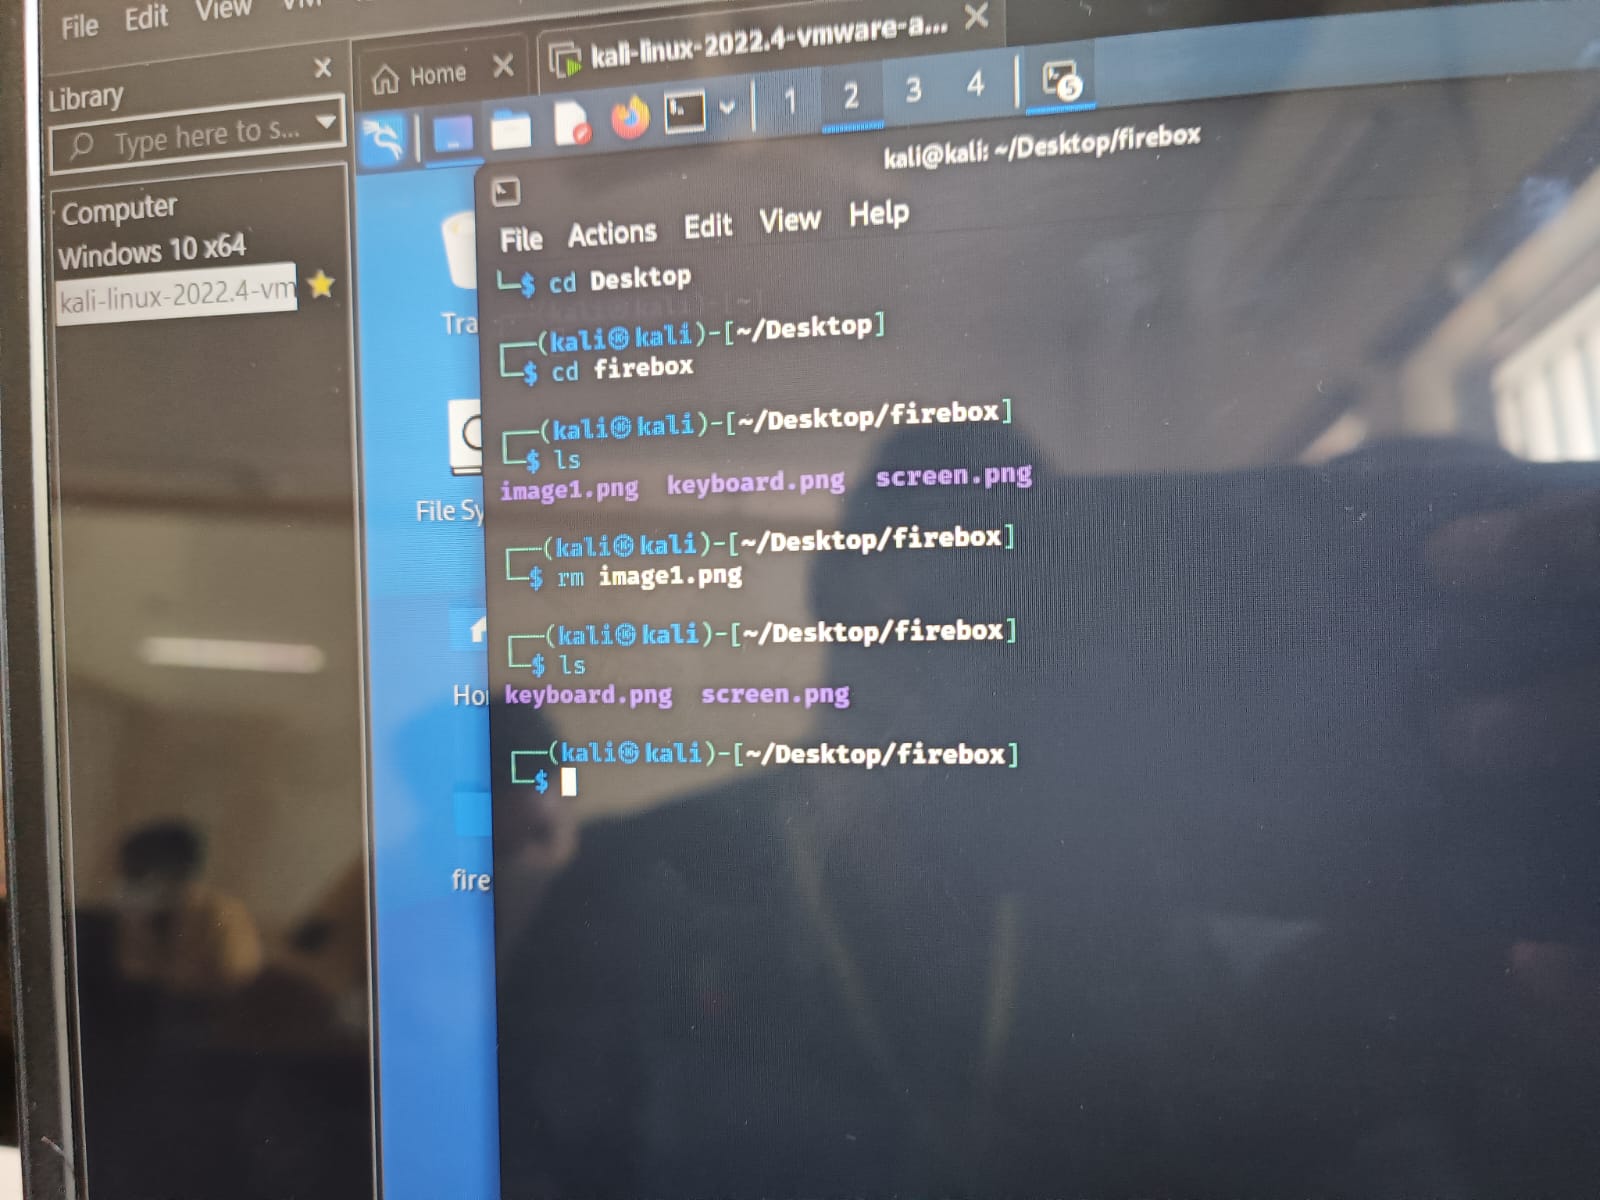 File Edit View
Library
Type here to s...
Computer
Windows 10 x64
kali-linux-2022.4-vm
Home
kali-linux-2022.4-vmware-a...
1 2 3 4
5
kali@kali: ~/Desktop/firebox
File Actions Edit View Help
Tra
File Sy
Ho
fire
└─$ cd Desktop
┌──(kali㉿kali)-[~/Desktop]
└─$ cd firebox
┌──(kali㉿kali)-[~/Desktop/firebox]
└─$ ls
image1.png keyboard.png screen.png
┌──(kali㉿kali)-[~/Desktop/firebox]
└─$ rm image1.png
┌──(kali㉿kali)-[~/Desktop/firebox]
└─$ ls
keyboard.png screen.png
┌──(kali㉿kali)-[~/Desktop/firebox]
└─$